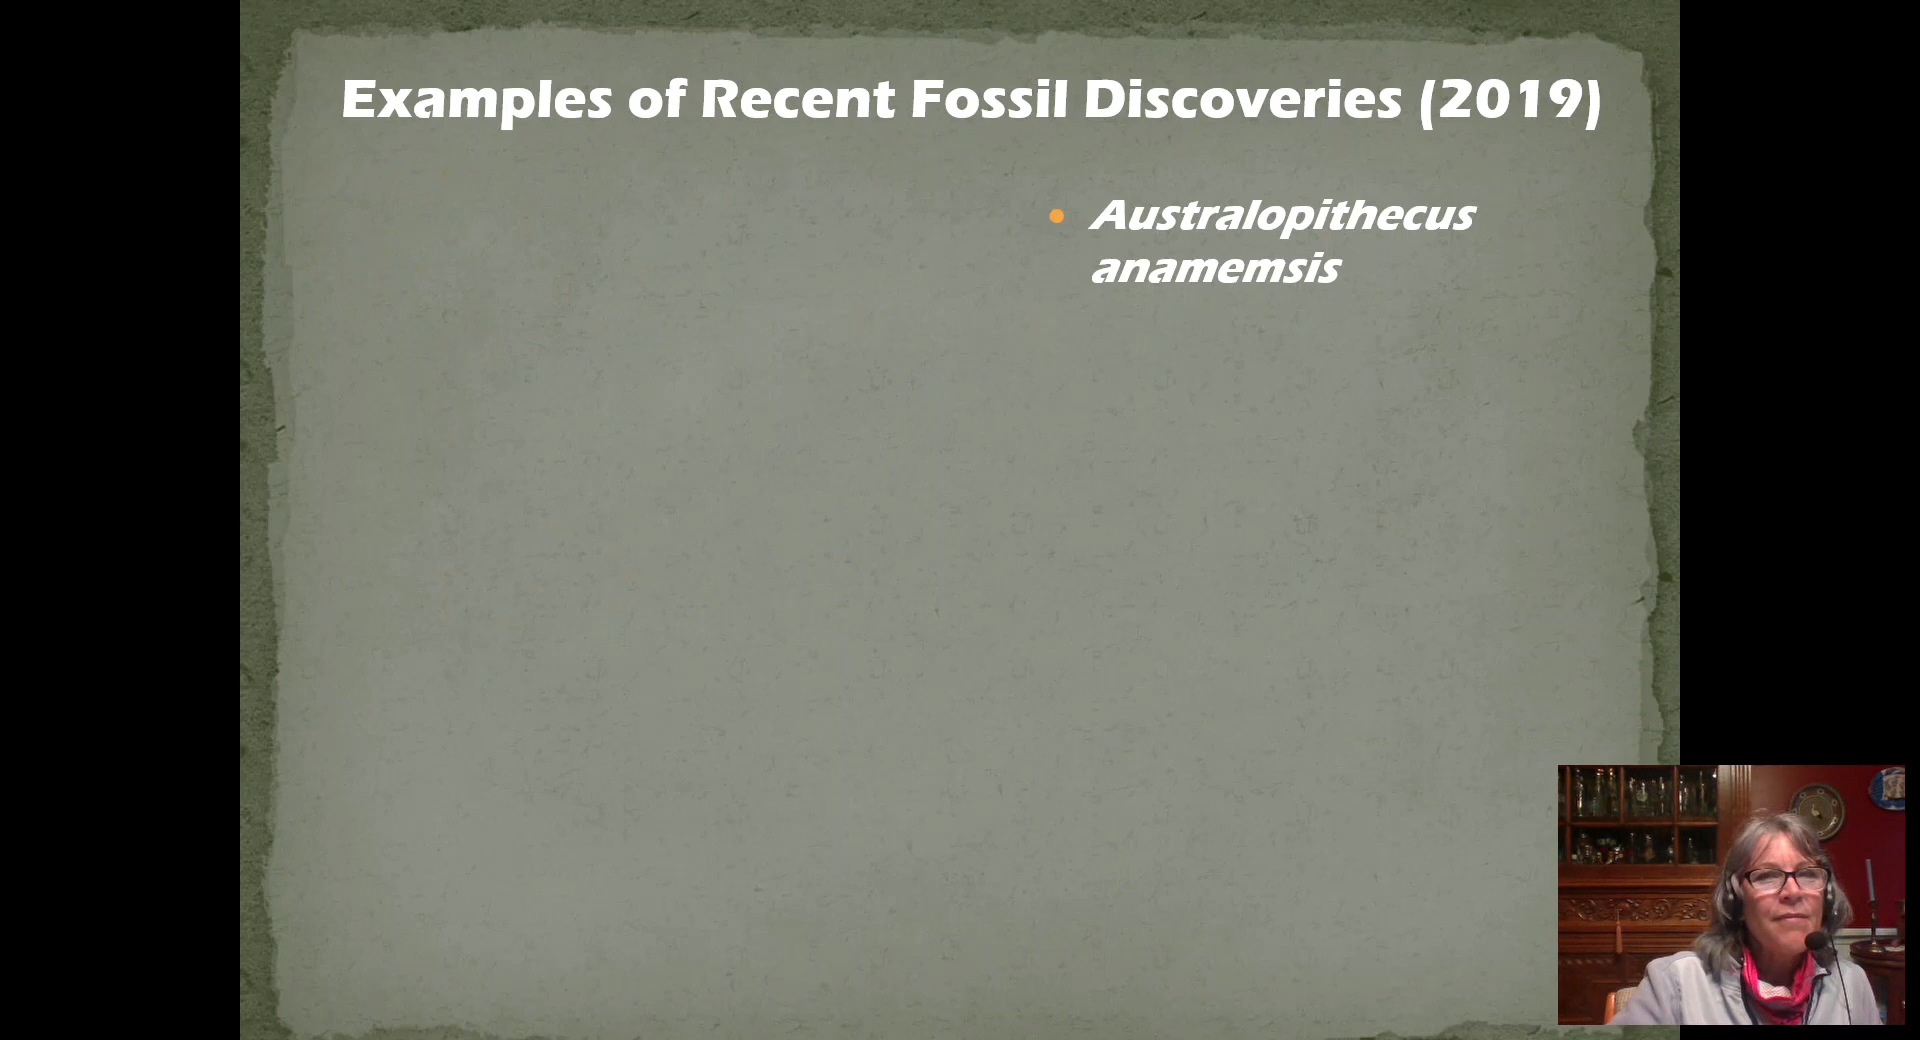 Examples of Recent Fossil Discoveries (2019)
• Australopithecus
anamemsis